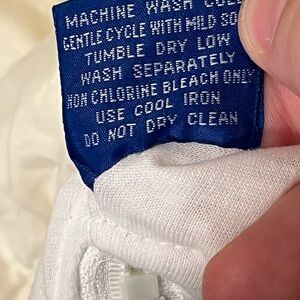 MACHINE WASH COLD
GENTLE CYCLE WITH MILD
TUMBLE DRY LOW
WASH SEPARATELY
NON CHLORINE BLEACH ONLY
USE COOL IRON
DO NOT DRY CLEAN